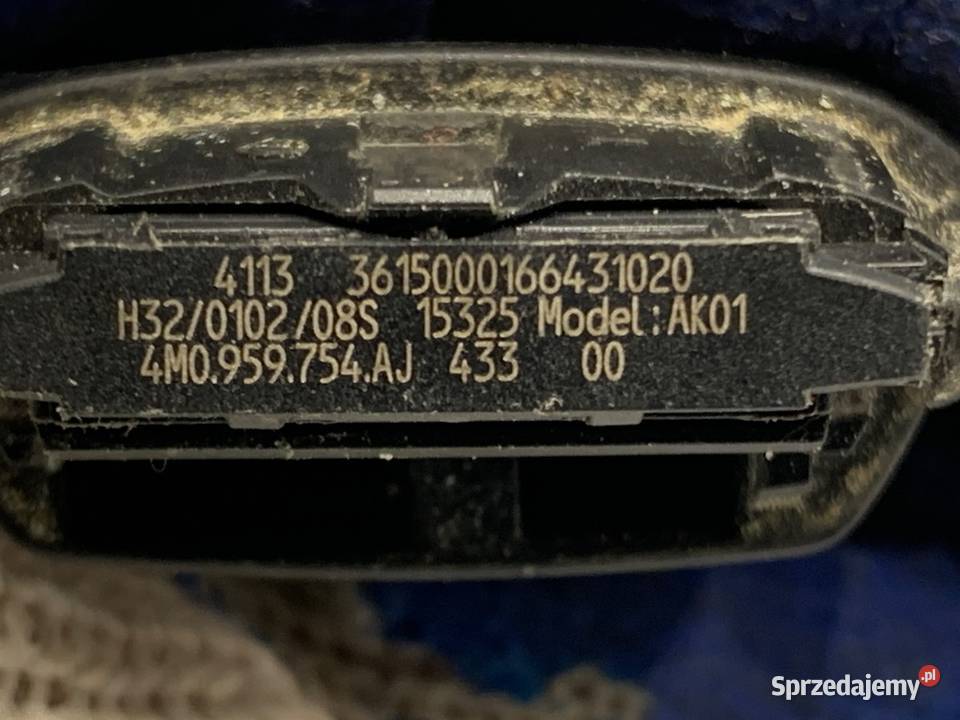 4113 3615000166431020
H32/0102/08S 15325 Model:AK01
4M0.959.754.AJ 433 00
Sprzedajemy.pl